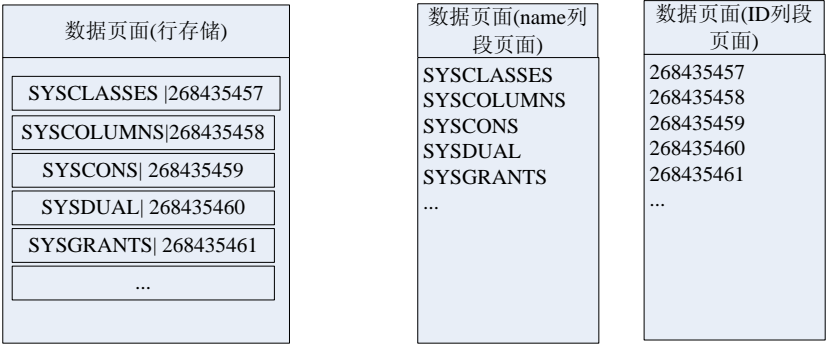 数据页面(行存储)
SYSCLASSES |268435457
SYSCOLUMNS|268435458
SYSCONS| 268435459
SYSDUAL| 268435460
SYSGRANTS| 268435461
...
数据页面(name列
段页面)
SYSCLASSES
SYSCOLUMNS
SYSCONS
SYSDUAL
SYSGRANTS
...
数据页面(ID列段
页面)
268435457
268435458
268435459
268435460
268435461
...